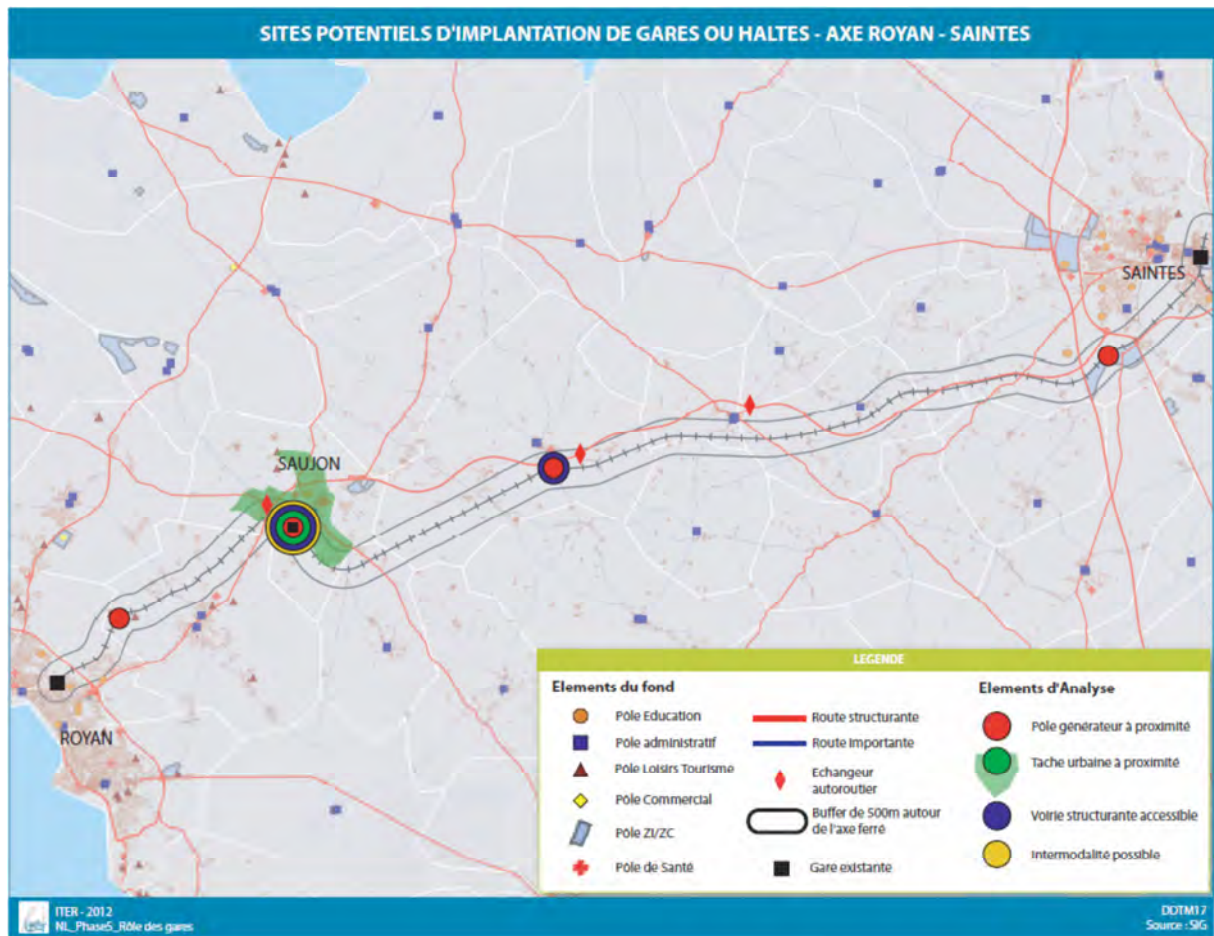 SITES POTENTIELS D'IMPLANTATION DE GARES OU HALTES - AXE ROYAN - SAINTES
SAINTES
SAUJON
ROYAN
LEGENDE
Elements du fond
Pôle Education
Pôle administratif
Pôle Loisirs Tourisme
Pôle Commercial
Pôle ZI/ZC
Pôle de Santé
Route structurante
Route importante
Echangeur
autoroutier
Buffer de 500m autour
de l'axe ferré
Gare existante
Elements d'Analyse
Pôle générateur à proximité
Tache urbaine à proximité
Voirie structurante accessible
Intermodalité possible
ITER - 2012
NL_Phase5_Rôle des gares
DDTM17
Source : SIG